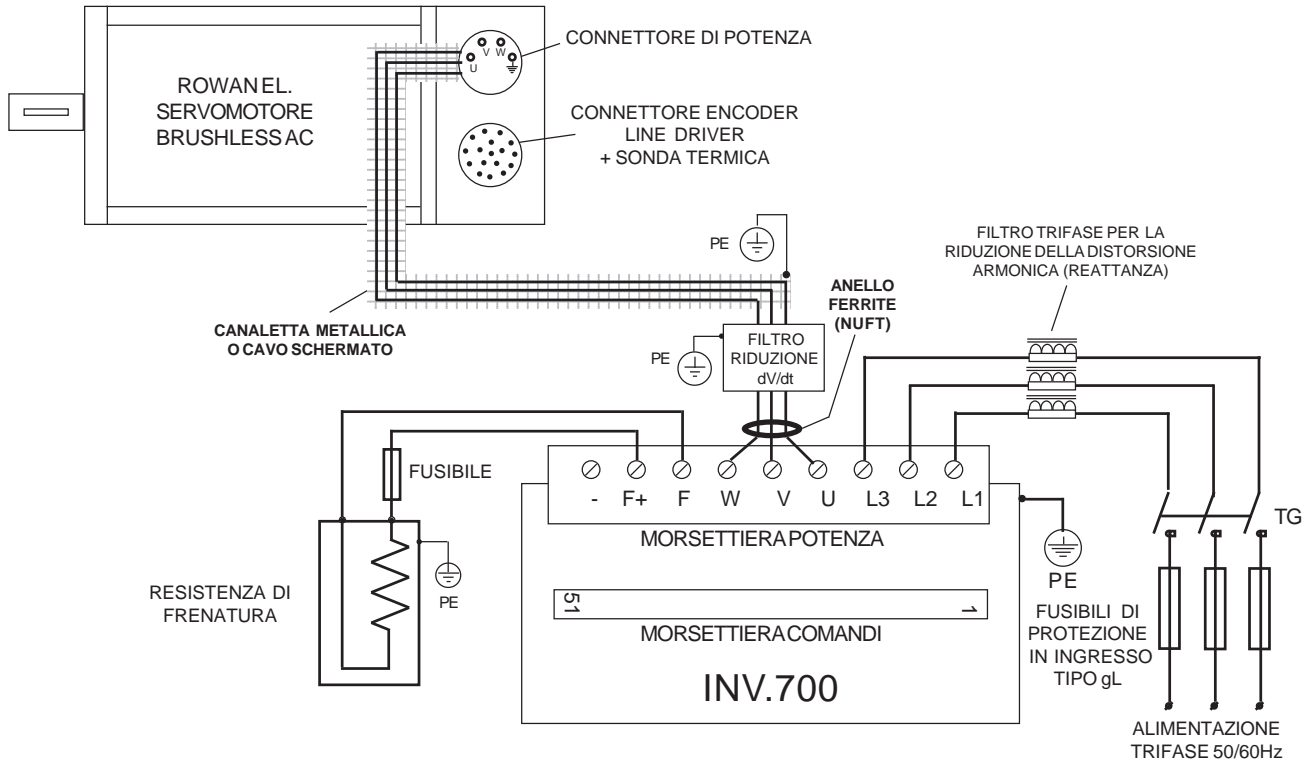 CONNETTORE DI POTENZA
V W
U
ROWAN EL.
SERVOMOTORE
BRUSHLESS AC
CONNETTORE ENCODER
LINE DRIVER
+ SONDA TERMICA
PE
FILTRO TRIFASE PER LA
RIDUZIONE DELLA DISTORSIONE
ARMONICA (REATTANZA)
ANELLO
FERRITE
(NUFT)
CANALETTA METALLICA
O CAVO SCHERMATO
PE
FILTRO
RIDUZIONE
dV/dt
FUSIBILE
- F+ F W V U L3 L2 L1
MORSETTIERA POTENZA
TG
PE
RESISTENZA DI
FRENATURA
PE
51 1
MORSETTIERA COMANDI
FUSIBILI DI
PROTEZIONE
IN INGRESSO
TIPO gL
INV.700
ALIMENTAZIONE
TRIFASE 50/60Hz